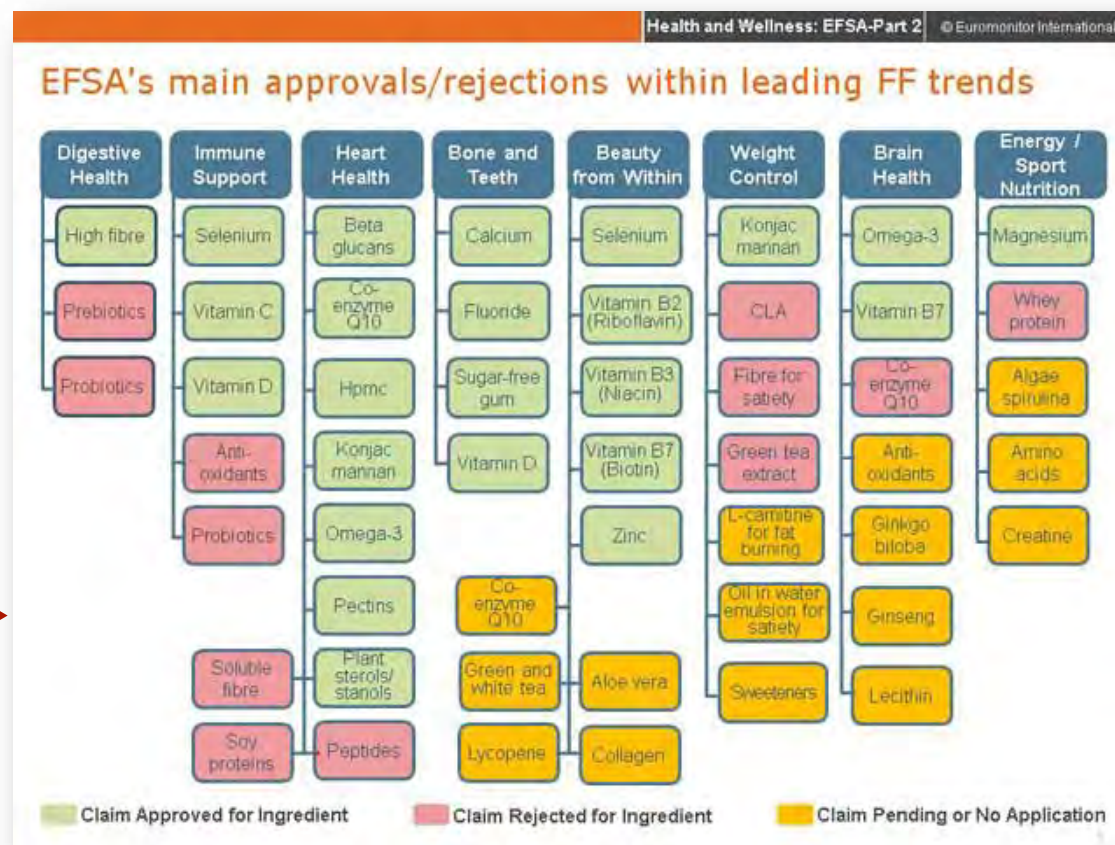 Health and Wellness: EFSA-Part 2
© Euromonitor International
EFSA's main approvals/rejections within leading FF trends
Digestive
Health
High fibre
Prebiotics
Probiotics
Immune
Support
Selenium
Vitamin C
Vitamin D
Anti-
oxidants
Probiotics
Heart
Health
Beta
glucans
Co-
enzyme
Q10
Hpmc
Konjac
mannan
Omega-3
Pectins
Plant
sterols/
stanols
Peptides
Soluble
fibre
Soy
proteins
Bone and
Teeth
Calcium
Fluoride
Sugar-free
gum
Vitamin D
Beauty
from Within
Selenium
Vitamin B2
(Riboflavin)
Vitamin B3
(Niacin)
Vitamin B7
(Biotin)
Zinc
Co-
enzyme
Q10
Green and
white tea
Lycopene
Aloe vera
Collagen
Weight
Control
Konjac
mannan
CLA
Fibre for
satiety
Green tea
extract
L-carnitine
for fat
burning
Oil in water
emulsion for
satiety
Sweeteners
Brain
Health
Omega-3
Vitamin B7
Co-
enzyme
Q10
Anti-
oxidants
Ginkgo
biloba
Ginseng
Lecithin
Energy /
Sport
Nutrition
Magnesium
Whey
protein
Algae
spirulina
Amino
acids
Creatine
Claim Approved for Ingredient
Claim Rejected for Ingredient
Claim Pending or No Application